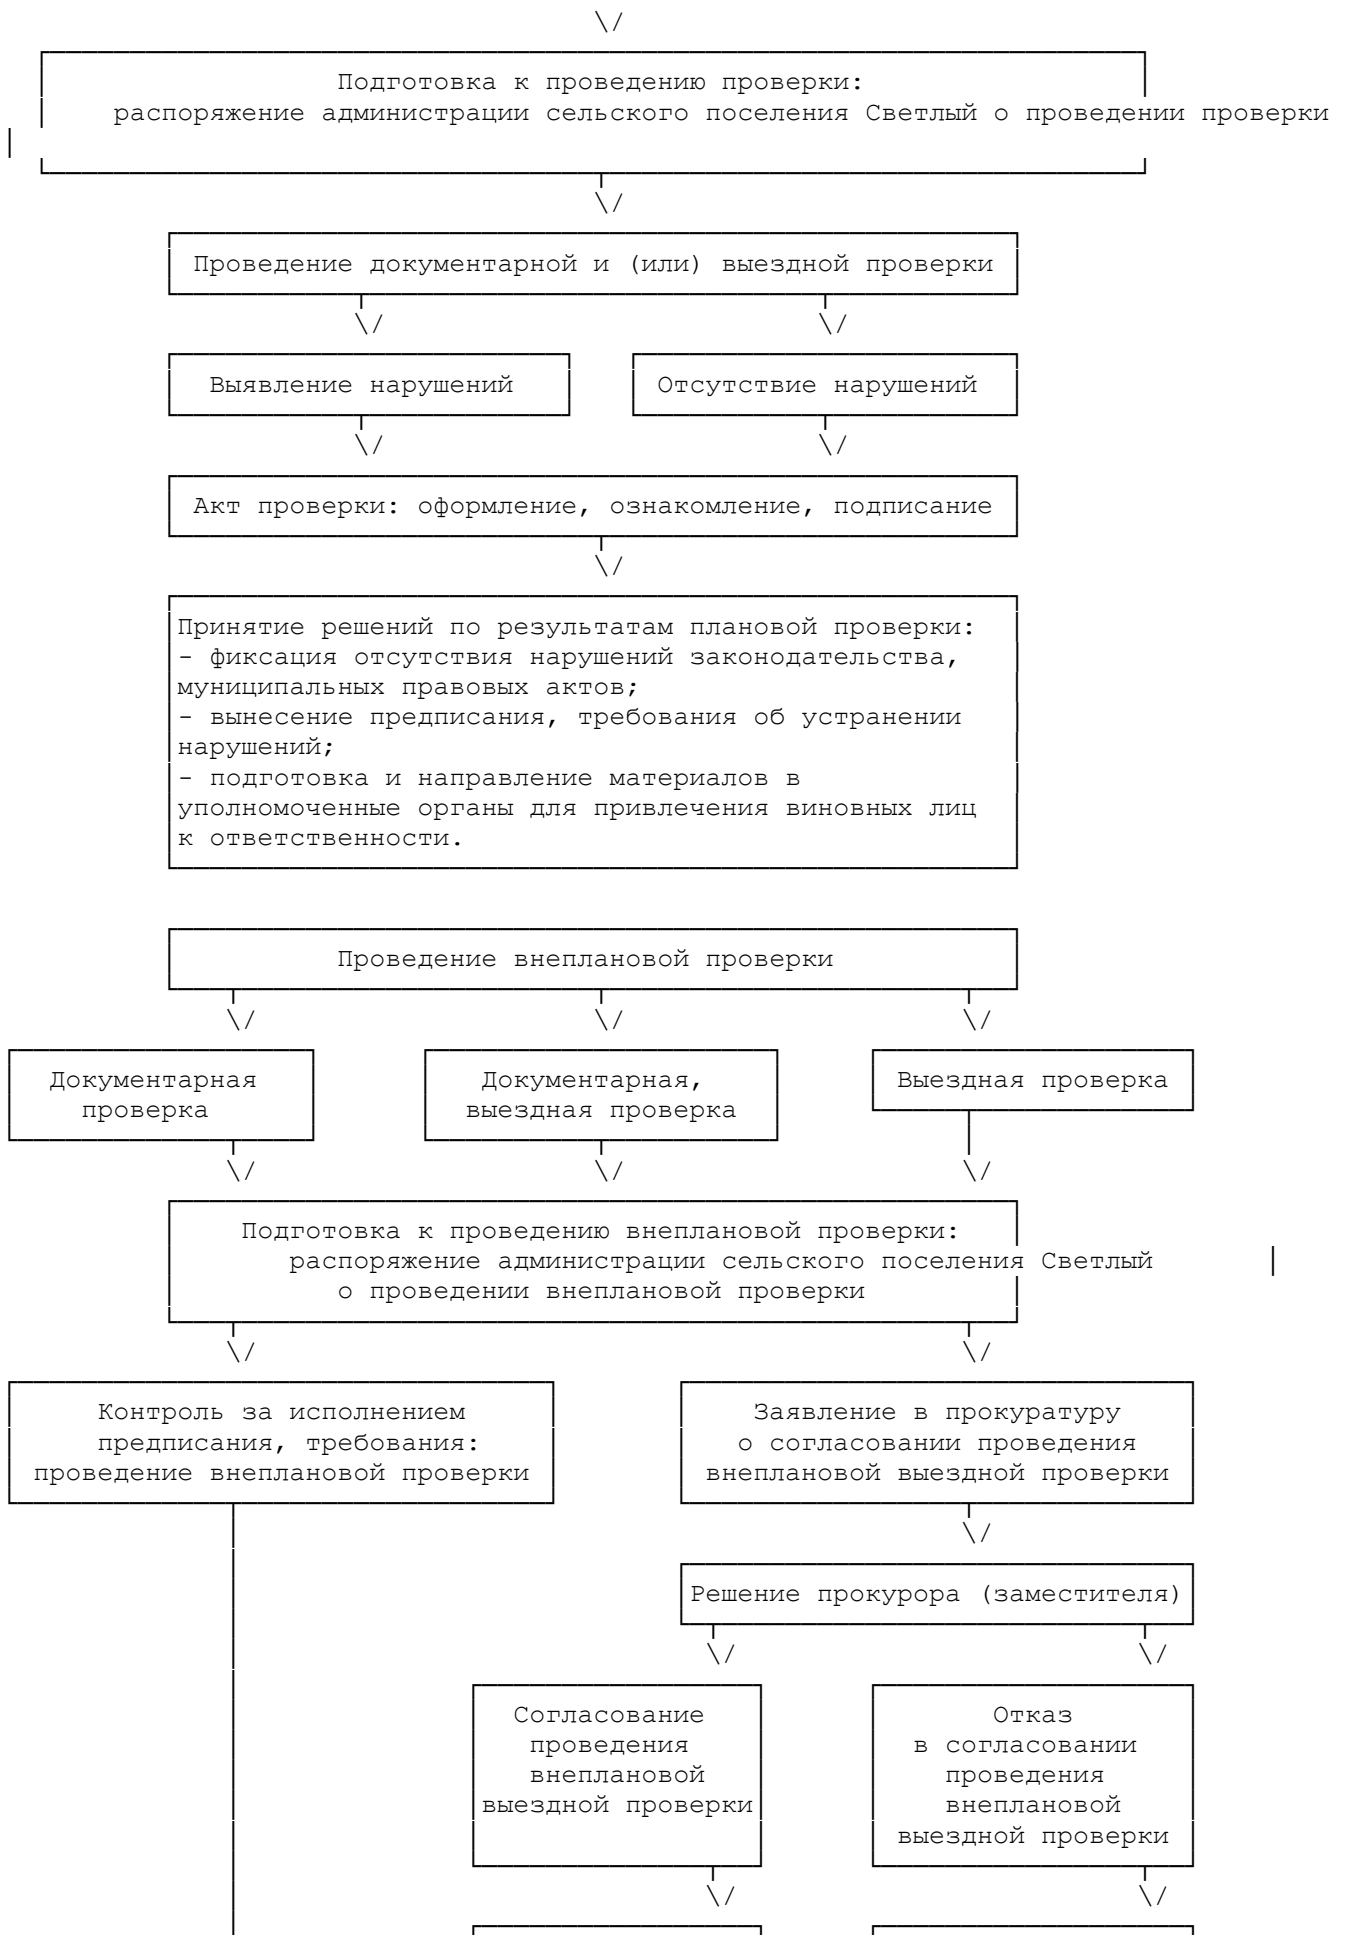 Подготовка к проведению проверки:
распоряжение администрации сельского поселения Светлый о проведении проверки
Проведение документарной и (или) выездной проверки
Выявление нарушений
Отсутствие нарушений
Акт проверки: оформление, ознакомление, подписание
Принятие решений по результатам плановой проверки:
- фиксация отсутствия нарушений законодательства,
муниципальных правовых актов;
- вынесение предписания, требования об устранении
нарушений;
- подготовка и направление материалов в
уполномоченные органы для привлечения виновных лиц
к ответственности.
Проведение внеплановой проверки
Документарная
проверка
Документарная,
выездная проверка
Выездная проверка
Подготовка к проведению внеплановой проверки:
распоряжение администрации сельского поселения Светлый
о проведении внеплановой проверки
Контроль за исполнением
предписания, требования:
проведение внеплановой проверки
Заявление в прокуратуру
о согласовании проведения
внеплановой выездной проверки
Решение прокурора (заместителя)
Согласование
проведения
внеплановой
выездной проверки
Отказ
в согласовании
проведения
внеплановой
выездной проверки